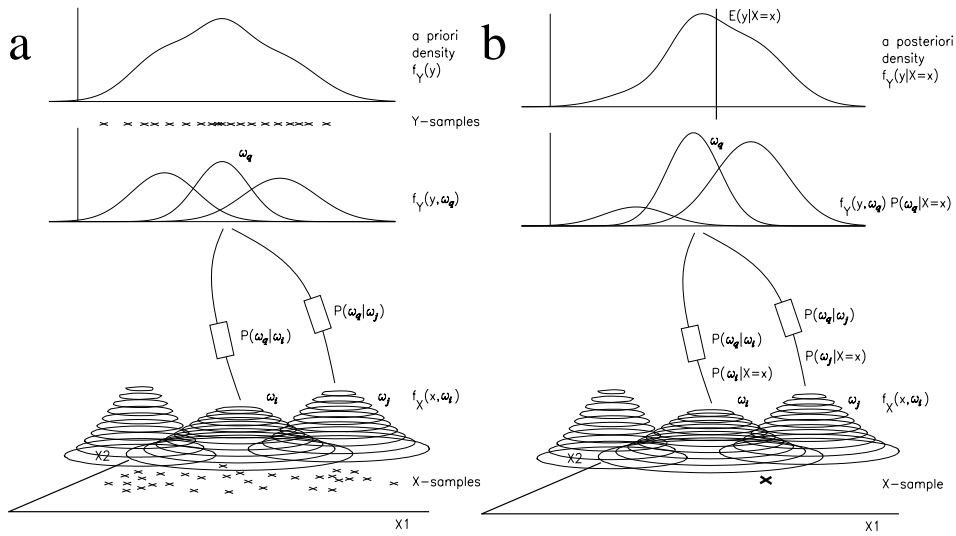 a
a priori
density
f_Y(y)
Y-samples
ω_q
f_Y(y,ω_q)
P(ω_q|ω_i)
P(ω_q|ω_j)
ω_i
ω_j
f_X(x,ω_i)
X2
X-samples
X1
b
E(y|X=x)
a posteriori
density
f_Y(y|X=x)
ω_q
f_Y(y,ω_q) P(ω_q|X=x)
P(ω_q|ω_i)
P(ω_i|X=x)
P(ω_q|ω_j)
P(ω_j|X=x)
ω_i
ω_j
f_X(x,ω_i)
X2
X-sample
X1